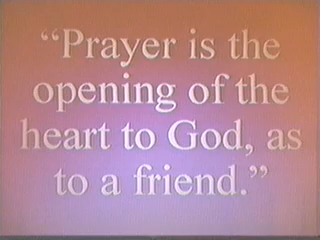 “Prayer is the
opening of the
heart to God, as
to a friend.”